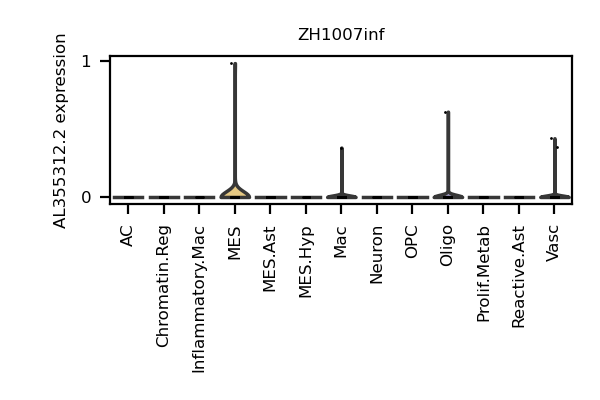 ZH1007inf
AL355312.2 expression
1
0
AC
Chromatin.Reg
Inflammatory.Mac
MES
MES.Ast
MES.Hyp
Mac
Neuron
OPC
Oligo
Prolif.Metab
Reactive.Ast
Vasc